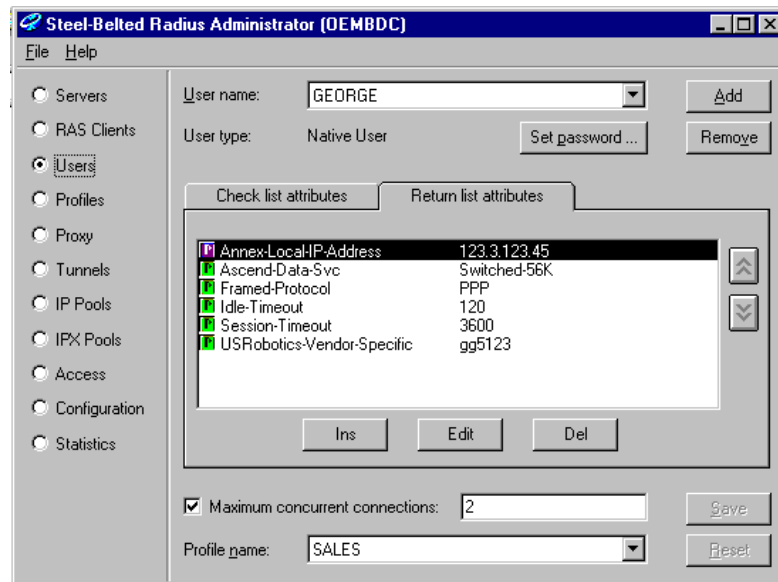 Steel-Belted Radius Administrator (OEMBDC)
File Help
Servers
RAS Clients
Users
Profiles
Proxy
Tunnels
IP Pools
IPX Pools
Access
Configuration
Statistics
User name: GEORGE Add
User type: Native User Set password ... Remove
Check list attributes Return list attributes
P Annex-Local-IP-Address 123.3.123.45
P Ascend-Data-Svc Switched-56K
P Framed-Protocol PPP
P Idle-Timeout 120
P Session-Timeout 3600
P USRobotics-Vendor-Specific gg5123
Ins Edit Del
Maximum concurrent connections: 2 Save
Profile name: SALES Reset